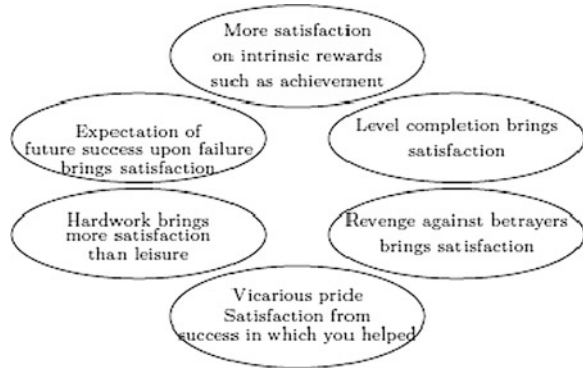 More satisfaction
on intrinsic rewards
such as achievement
Expectation of
future success upon failure
brings satisfaction
Level completion brings
satisfaction
Hardwork brings
more satisfaction
than leisure
Revenge against betrayers
brings satisfaction
Vicarious pride
Satisfaction from
success in which you helped